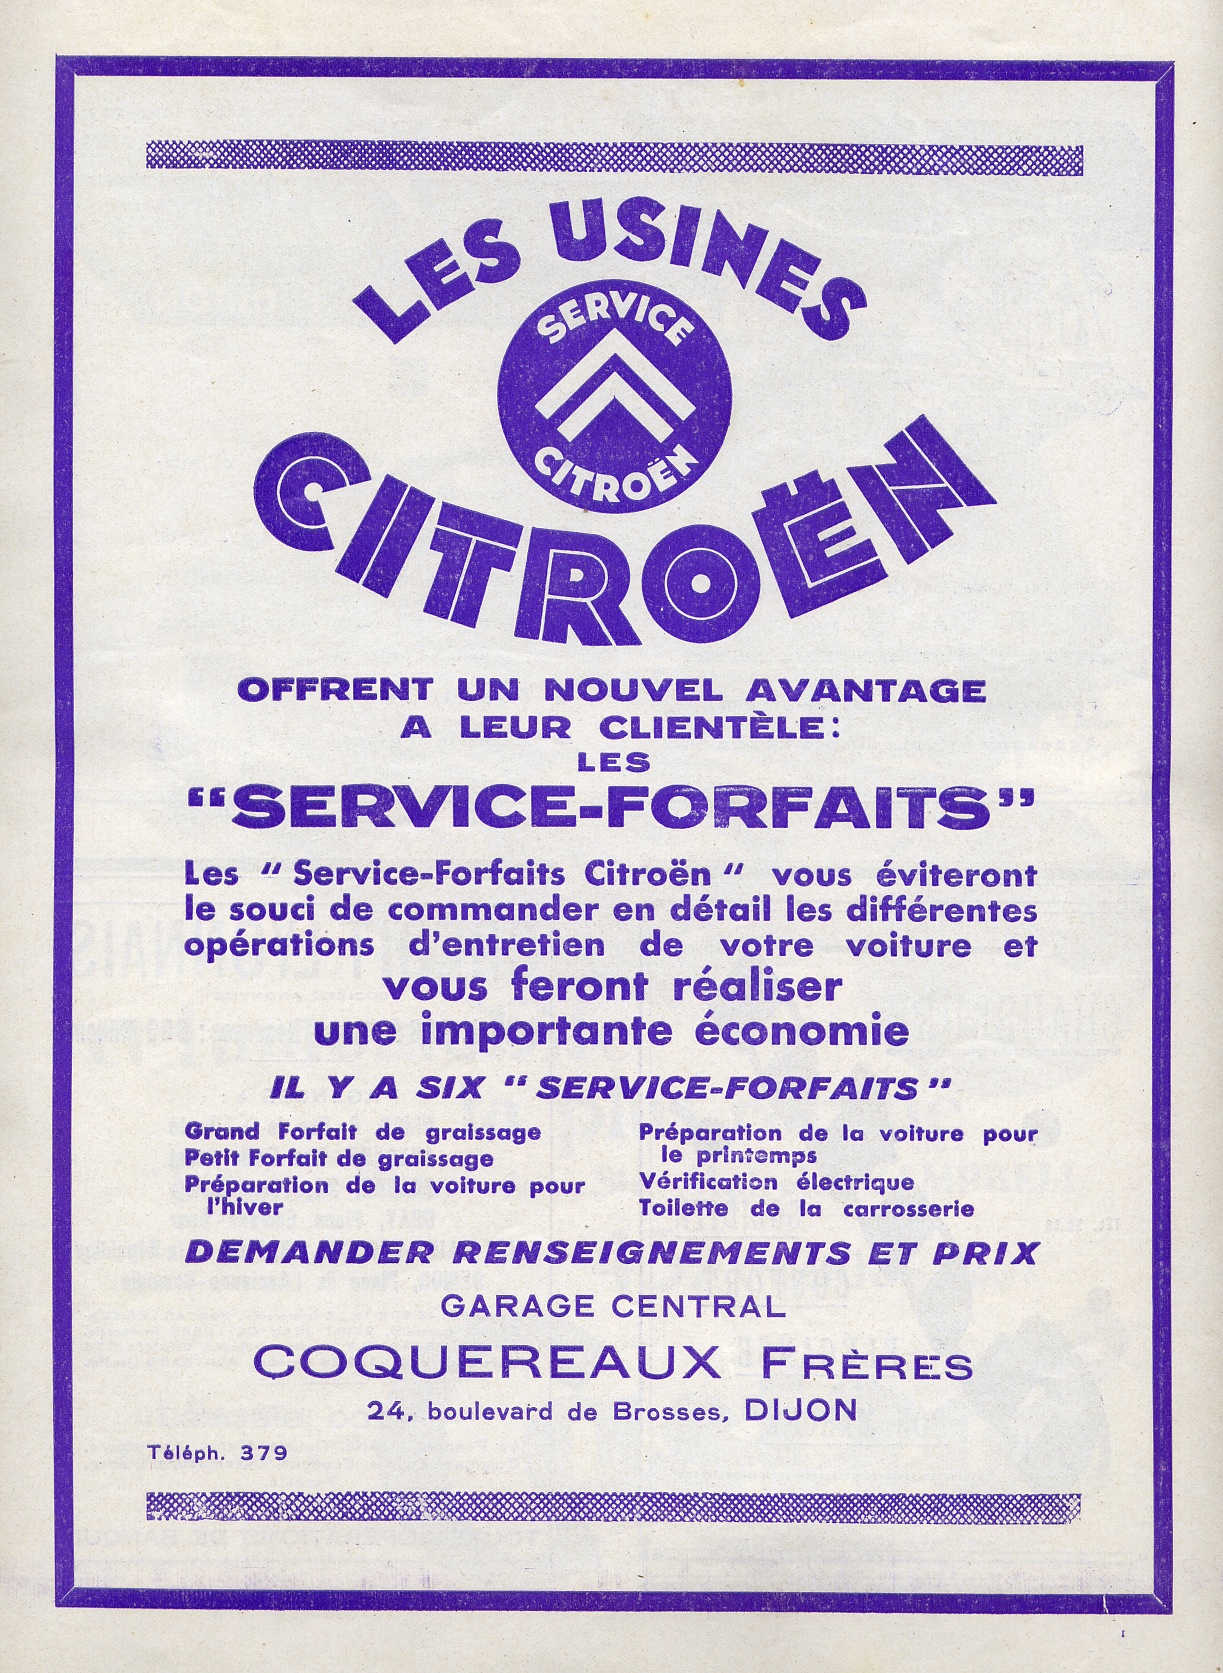 LES USINES
SERVICE
CITROËN
CITROËN
OFFRENT UN NOUVEL AVANTAGE
A LEUR CLIENTÈLE:
LES
“SERVICE-FORFAITS”
Les " Service-Forfaits Citroën " vous éviteront
le souci de commander en détail les différentes
opérations d'entretien de votre voiture et
vous feront réaliser
une importante économie
IL Y A SIX " SERVICE-FORFAITS "
Grand Forfait de graissage
Petit Forfait de graissage
Préparation de la voiture pour
l'hiver
Préparation de la voiture pour
le printemps
Vérification électrique
Toilette de la carrosserie
DEMANDER RENSEIGNEMENTS ET PRIX
GARAGE CENTRAL
COQUEREAUX FRÈRES
24, boulevard de Brosses, DIJON
Téléph. 379